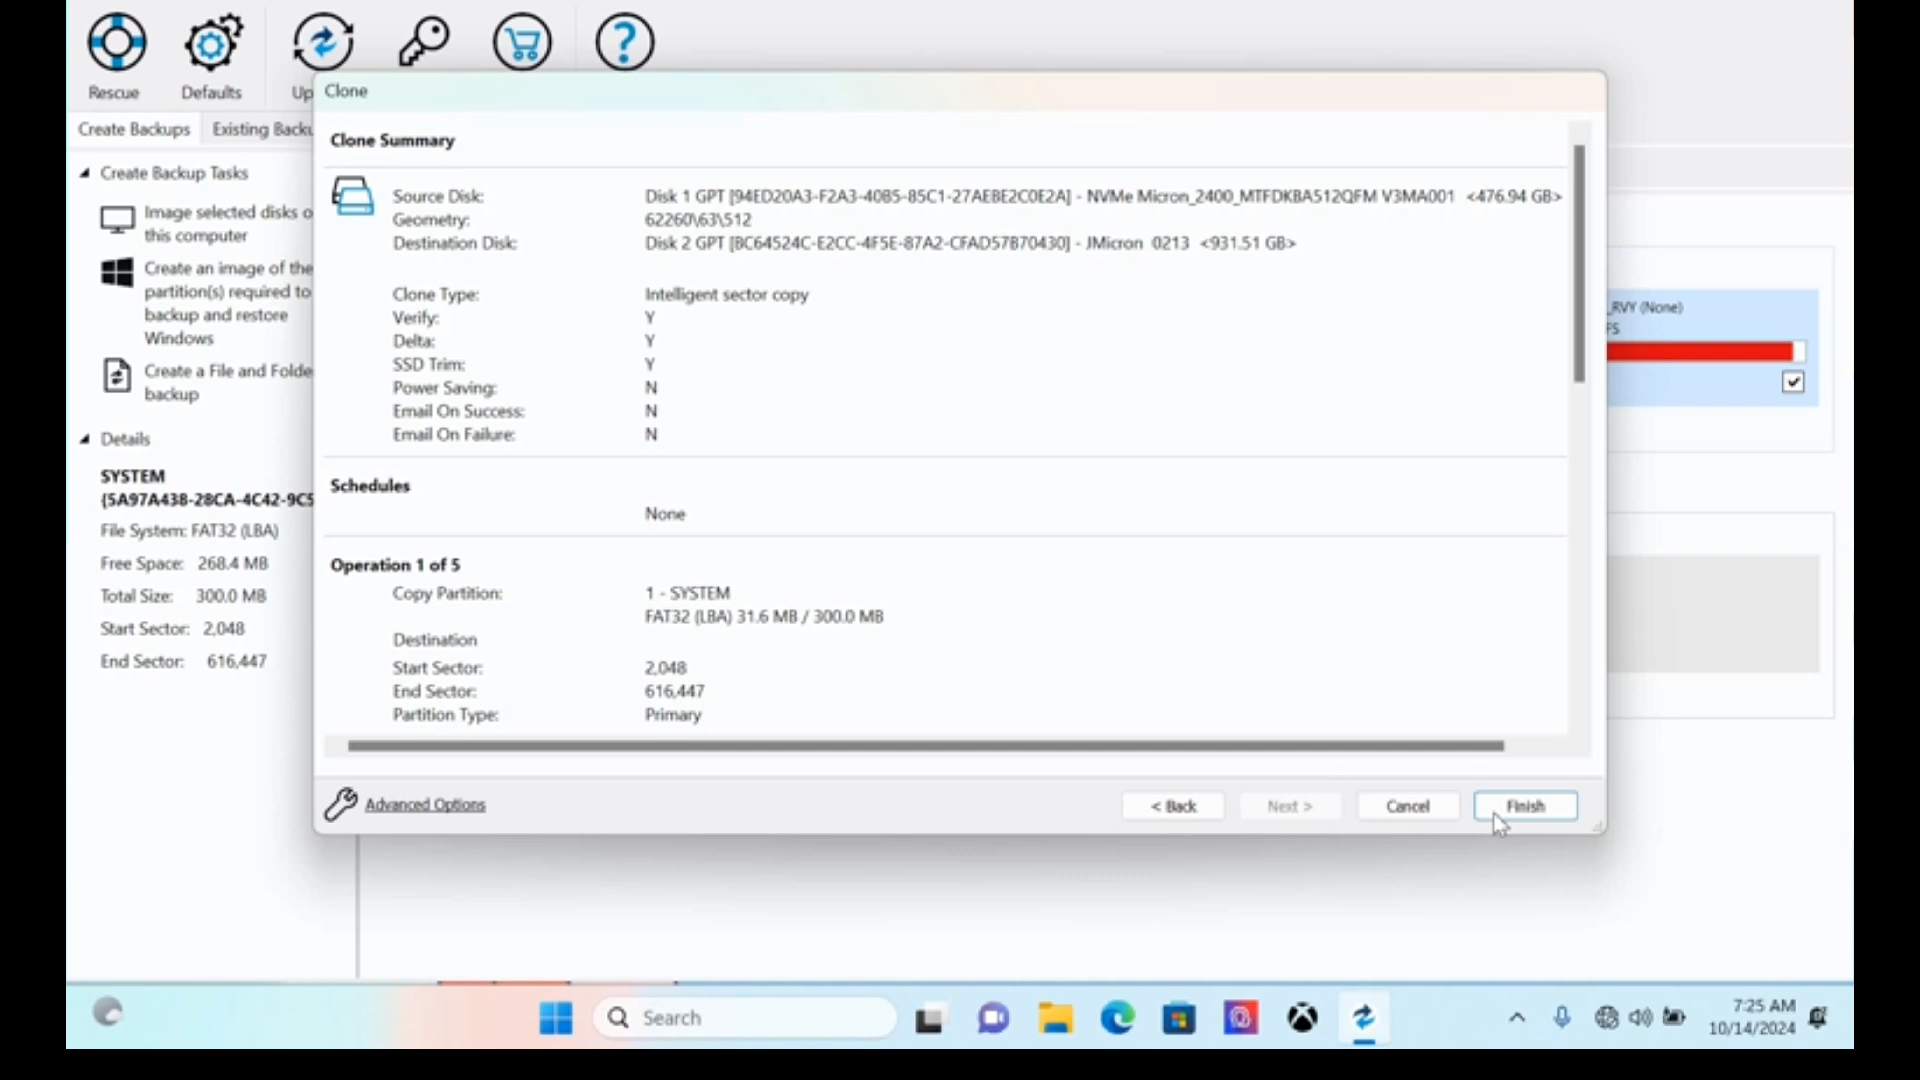 Rescue
Defaults
Up
Clone
Create Backups
Existing Backu
Create Backup Tasks
Image selected disks o
this computer
Create an image of the
partition(s) required to
backup and restore
Windows
Create a File and Folde
backup
Details
SYSTEM
{5A97A438-28CA-4C42-9C5
File System: FAT32 (LBA)
Free Space: 268.4 MB
Total Size: 300.0 MB
Start Sector: 2,048
End Sector: 616,447
Clone Summary
Source Disk: Disk 1 GPT [94ED20A3-F2A3-40B5-85C1-27AEBE2C0E2A] - NVMe Micron_2400_MTFDKBA512QFM V3MA001 <476.94 GB>
Geometry: 62260\63\512
Destination Disk: Disk 2 GPT [BC64524C-E2CC-4F5E-87A2-CFAD57B70430] - JMicron 0213 <931.51 GB>
Clone Type: Intelligent sector copy
Verify: Y
Delta: Y
SSD Trim: Y
Power Saving: N
Email On Success: N
Email On Failure: N
Schedules
None
Operation 1 of 5
Copy Partition: 1 - SYSTEM
FAT32 (LBA) 31.6 MB / 300.0 MB
Destination
Start Sector: 2,048
End Sector: 616,447
Partition Type: Primary
Advanced Options
< Back
Next >
Cancel
Finish
_RVY (None)
FS
Search
7:25 AM
10/14/2024